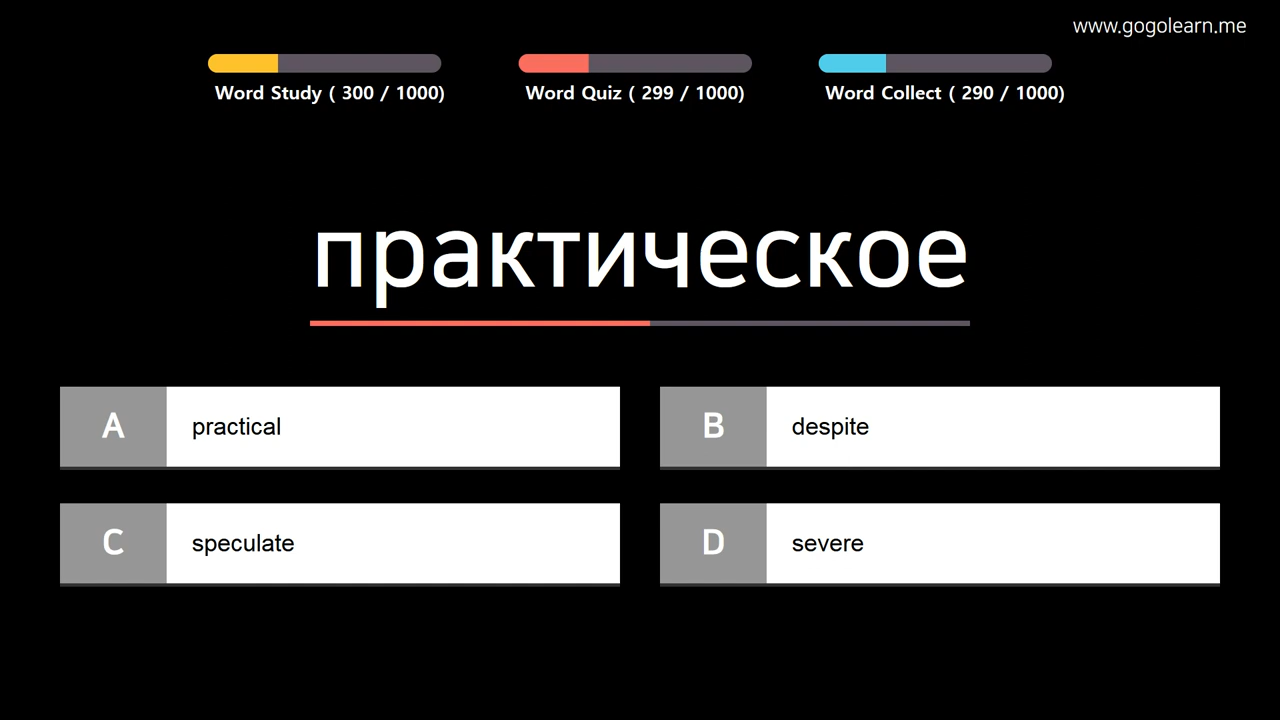 www.gogolearn.me
Word Study ( 300 / 1000)
Word Quiz ( 299 / 1000)
Word Collect ( 290 / 1000)
практическое
A practical
B despite
C speculate
D severe